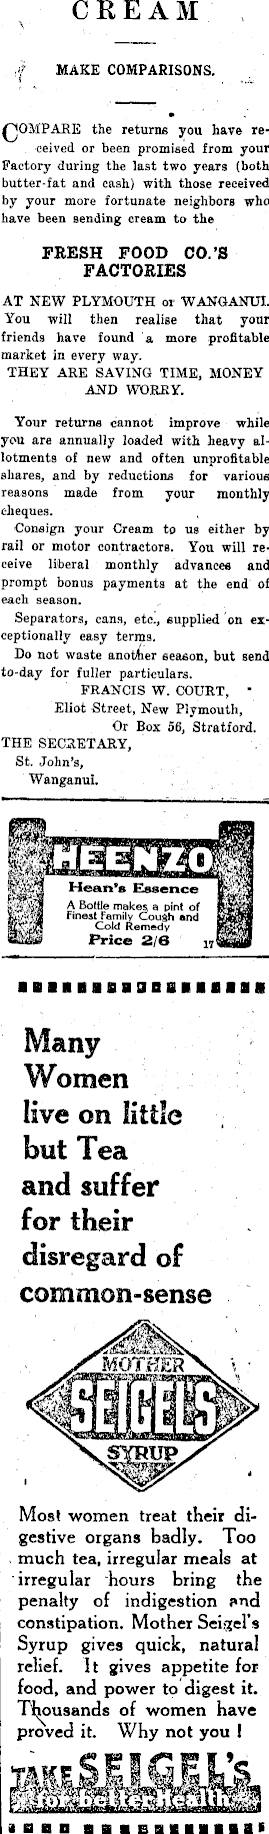 CREAM
MAKE COMPARISONS.
COMPARE the returns you have re-
ceived or been promised from your
Factory during the last two years (both
butter-fat and cash) with those received
by your more fortunate neighbors who
have been sending cream to the
FRESH FOOD CO.'S
FACTORIES
AT NEW PLYMOUTH or WANGANUI.
You will then realise that your
friends have found a more profitable
market in every way.
THEY ARE SAVING TIME, MONEY
AND WORRY.
Your returns cannot improve while
you are annually loaded with heavy al-
lotments of new and often unprofitable
shares, and by reductions for various
reasons made from your monthly
cheques.
Consign your Cream to us either by
rail or motor contractors. You will re-
ceive liberal monthly advances and
prompt bonus payments at the end of
each season.
Separators, cans, etc., supplied on ex-
ceptionally easy terms.
Do not waste another season, but send
to-day for fuller particulars.
FRANCIS W. COURT,
Eliot Street, New Plymouth,
Or Box 56, Stratford.
THE SECRETARY,
St. John's,
Wanganui.
HEENZO
Hean's Essence
A Bottle makes a pint of
Finest Family Cough and
Cold Remedy
Price 2/6 17
Many
Women
live on little
but Tea
and suffer
for their
disregard of
common-sense
MOTHER
SEIGEL'S
SYRUP
Most women treat their di-
gestive organs badly. Too
much tea, irregular meals at
irregular hours bring the
penalty of indigestion and
constipation. Mother Seigel's
Syrup gives quick, natural
relief. It gives appetite for
food, and power to digest it.
Thousands of women have
proved it. Why not you!
TAKE SEIGEL'S
for better Health